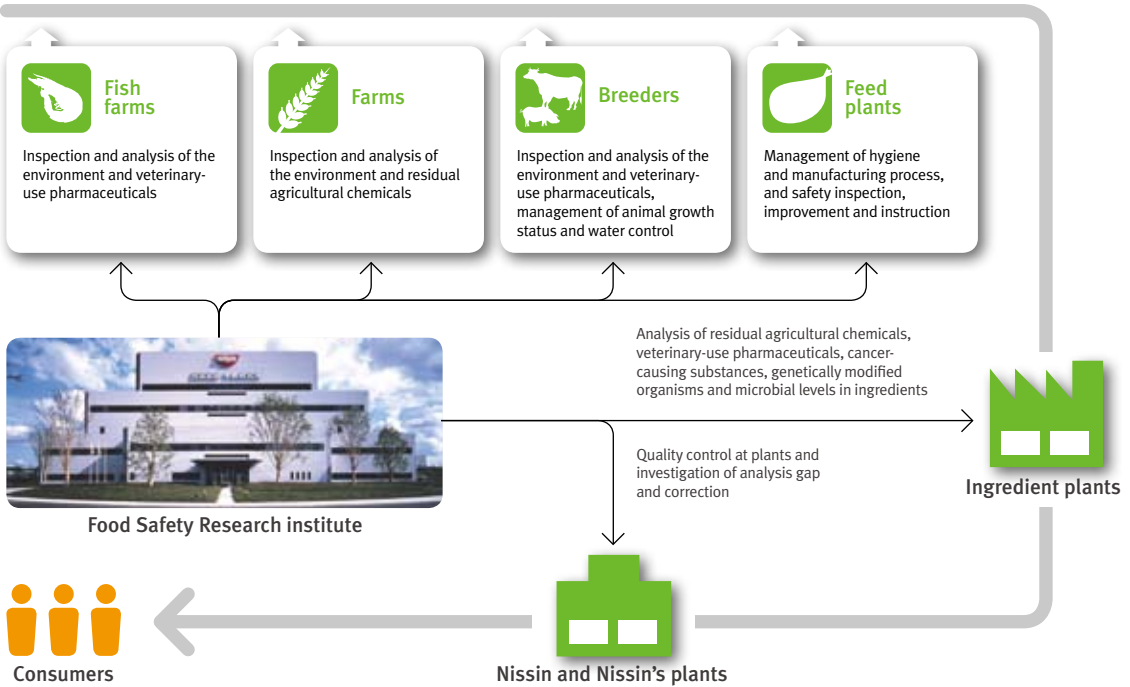 Fish
farms
Inspection and analysis of the
environment and veterinary-
use pharmaceuticals
Farms
Inspection and analysis of
the environment and residual
agricultural chemicals
Breeders
Inspection and analysis of the
environment and veterinary-
use pharmaceuticals,
management of animal growth
status and water control
Feed
plants
Management of hygiene
and manufacturing process,
and safety inspection,
improvement and instruction
Analysis of residual agricultural chemicals,
veterinary-use pharmaceuticals, cancer-
causing substances, genetically modified
organisms and microbial levels in ingredients
Quality control at plants and
investigation of analysis gap
and correction
Ingredient plants
Food Safety Research institute
Consumers
Nissin and Nissin's plants